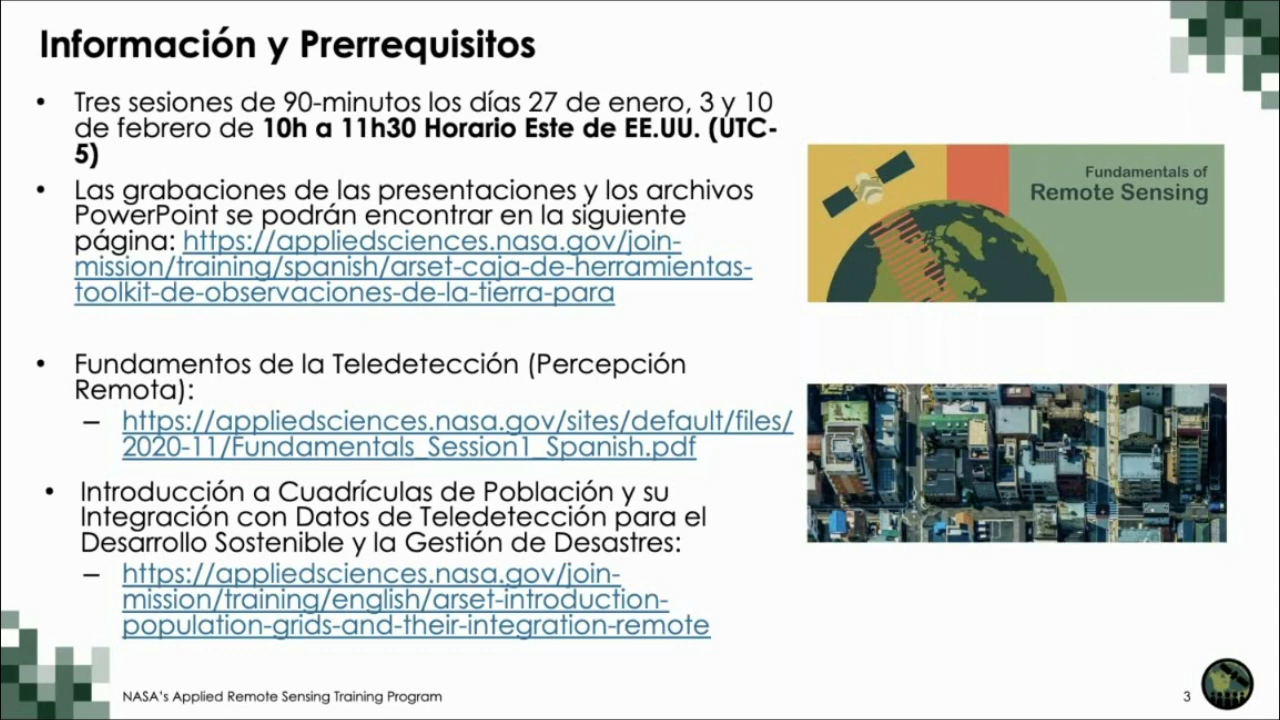 Información y Prerrequisitos
• Tres sesiones de 90-minutos los días 27 de enero, 3 y 10
de febrero de 10h a 11h30 Horario Este de EE.UU. (UTC-
5)
• Las grabaciones de las presentaciones y los archivos
PowerPoint se podrán encontrar en la siguiente
página: https://appliedsciences.nasa.gov/join-
mission/training/spanish/arset-caja-de-herramientas-
toolkit-de-observaciones-de-la-tierra-para
Fundamentals of
Remote Sensing
• Fundamentos de la Teledetección (Percepción
Remota):
– https://appliedsciences.nasa.gov/sites/default/files/
2020-11/Fundamentals_Session1_Spanish.pdf
• Introducción a Cuadrículas de Población y su
Integración con Datos de Teledetección para el
Desarrollo Sostenible y la Gestión de Desastres:
– https://appliedsciences.nasa.gov/join-
mission/training/english/arset-introduction-
population-grids-and-their-integration-remote
NASA's Applied Remote Sensing Training Program
3